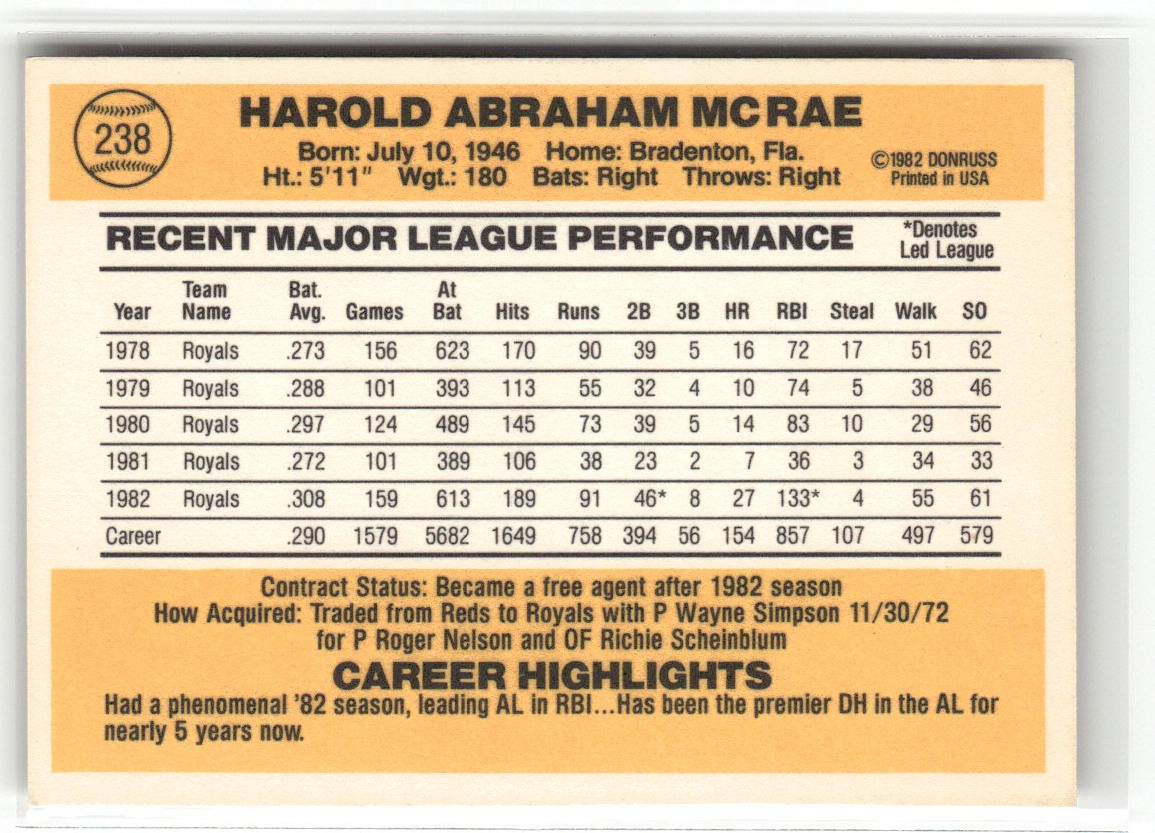 238
HAROLD ABRAHAM MCRAE
Born: July 10, 1946 Home: Bradenton, Fla.
Ht.: 5'11" Wgt.: 180 Bats: Right Throws: Right
©1982 DONRUSS
Printed in USA
RECENT MAJOR LEAGUE PERFORMANCE
*Denotes
Led League
Year Team Name Bat. Avg. Games At Bat Hits Runs 2B 3B HR RBI Steal Walk SO
1978 Royals .273 156 623 170 90 39 5 16 72 17 51 62
1979 Royals .288 101 393 113 55 32 4 10 74 5 38 46
1980 Royals .297 124 489 145 73 39 5 14 83 10 29 56
1981 Royals .272 101 389 106 38 23 2 7 36 3 34 33
1982 Royals .308 159 613 189 91 46* 8 27 133* 4 55 61
Career .290 1579 5682 1649 758 394 56 154 857 107 497 579
Contract Status: Became a free agent after 1982 season
How Acquired: Traded from Reds to Royals with P Wayne Simpson 11/30/72
for P Roger Nelson and OF Richie Scheinblum
CAREER HIGHLIGHTS
Had a phenomenal '82 season, leading AL in RBI...Has been the premier DH in the AL for
nearly 5 years now.